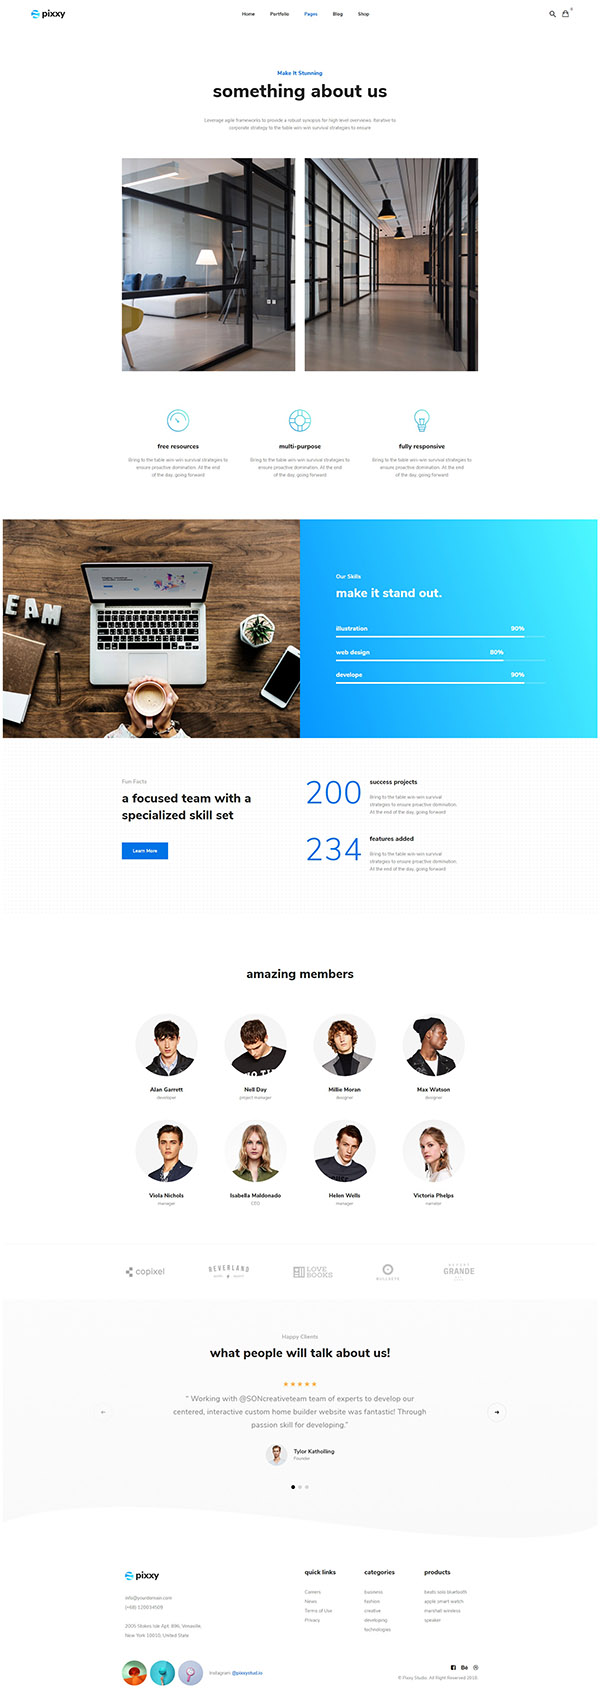 pixxy
Home Portfolio Pages Blog Shop
0
Make It Stunning
something about us
Leverage agile frameworks to provide a robust synopsis for high level overviews. Iterative to
corporate strategy to the table win-win survival strategies to ensure
free resources
Bring to the table win-win survival strategies to
ensure proactive domination. At the end
of the day, going forward
multi-purpose
Bring to the table win-win survival strategies to
ensure proactive domination. At the end
of the day, going forward
fully responsive
Bring to the table win-win survival strategies to
ensure proactive domination. At the end
of the day, going forward
EAM
Our Skills
make it stand out.
illustration 90%
web design 80%
develope 90%
Fun Facts
a focused team with a
specialized skill set
Learn More
200
success projects
Bring to the table win-win survival
strategies to ensure proactive domination.
At the end of the day, going forward
234
features added
Bring to the table win-win survival
strategies to ensure proactive domination.
At the end of the day, going forward
amazing members
Alan Garrett
developer
Nell Day
project manager
Millie Moran
designer
Max Watson
designer
Viola Nichols
manager
Isabella Maldonado
CEO
Helen Wells
manager
Victoria Phelps
marketer
copixel
REVERLAND
LOVE
BOOKS
BULLSEYE
GRANDE
Happy Clients
what people will talk about us!
“ Working with @SONcreativeteam team of experts to develop our
centered, interactive custom home builder website was fantastic! Through
passion skill for developing.”
Tylor Katholling
Founder
pixxy
info@yourdomain.com
(+68) 120034509
2005 Stokes Isle Apt. 896, Venaville,
New York 10010, United State
quick links
Careers
News
Terms of Use
Privacy
categories
business
fashion
creative
developing
technologies
products
beats solo bluetooth
apple smart watch
marshall wireless
speaker
Instagram @pixxystud.io
Bē
© Pixxy Studio. All Right Reserved 2018.